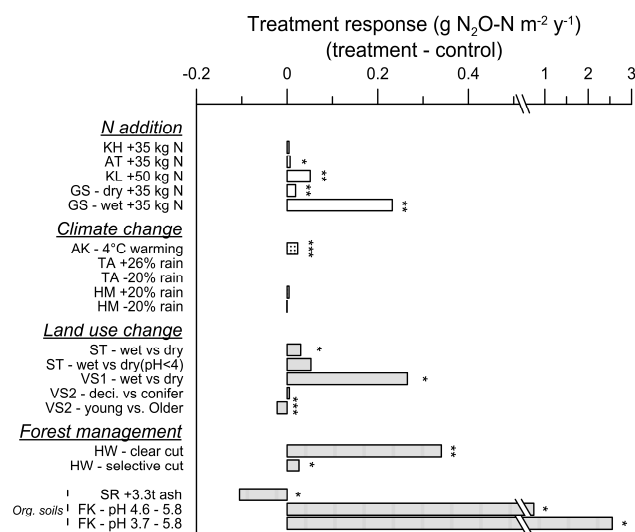 Treatment response (g N₂O-N m⁻² y⁻¹)
(treatment - control)
-0.2 0 0.2 0.4 1 2 3
N addition
KH +35 kg N
AT +35 kg N *
KL +50 kg N **
GS - dry +35 kg N **
GS - wet +35 kg N **
Climate change
AK - 4°C warming ***
TA +26% rain
TA -20% rain
HM +20% rain
HM -20% rain
Land use change
ST - wet vs dry *
ST - wet vs dry(pH<4)
VS1 - wet vs dry *
VS2 - deci. vs conifer
VS2 - young vs. Older ***
Forest management
HW - clear cut **
HW - selective cut *
SR +3.3t ash *
Org. soils FK - pH 4.6 - 5.8 *
FK - pH 3.7 - 5.8 *